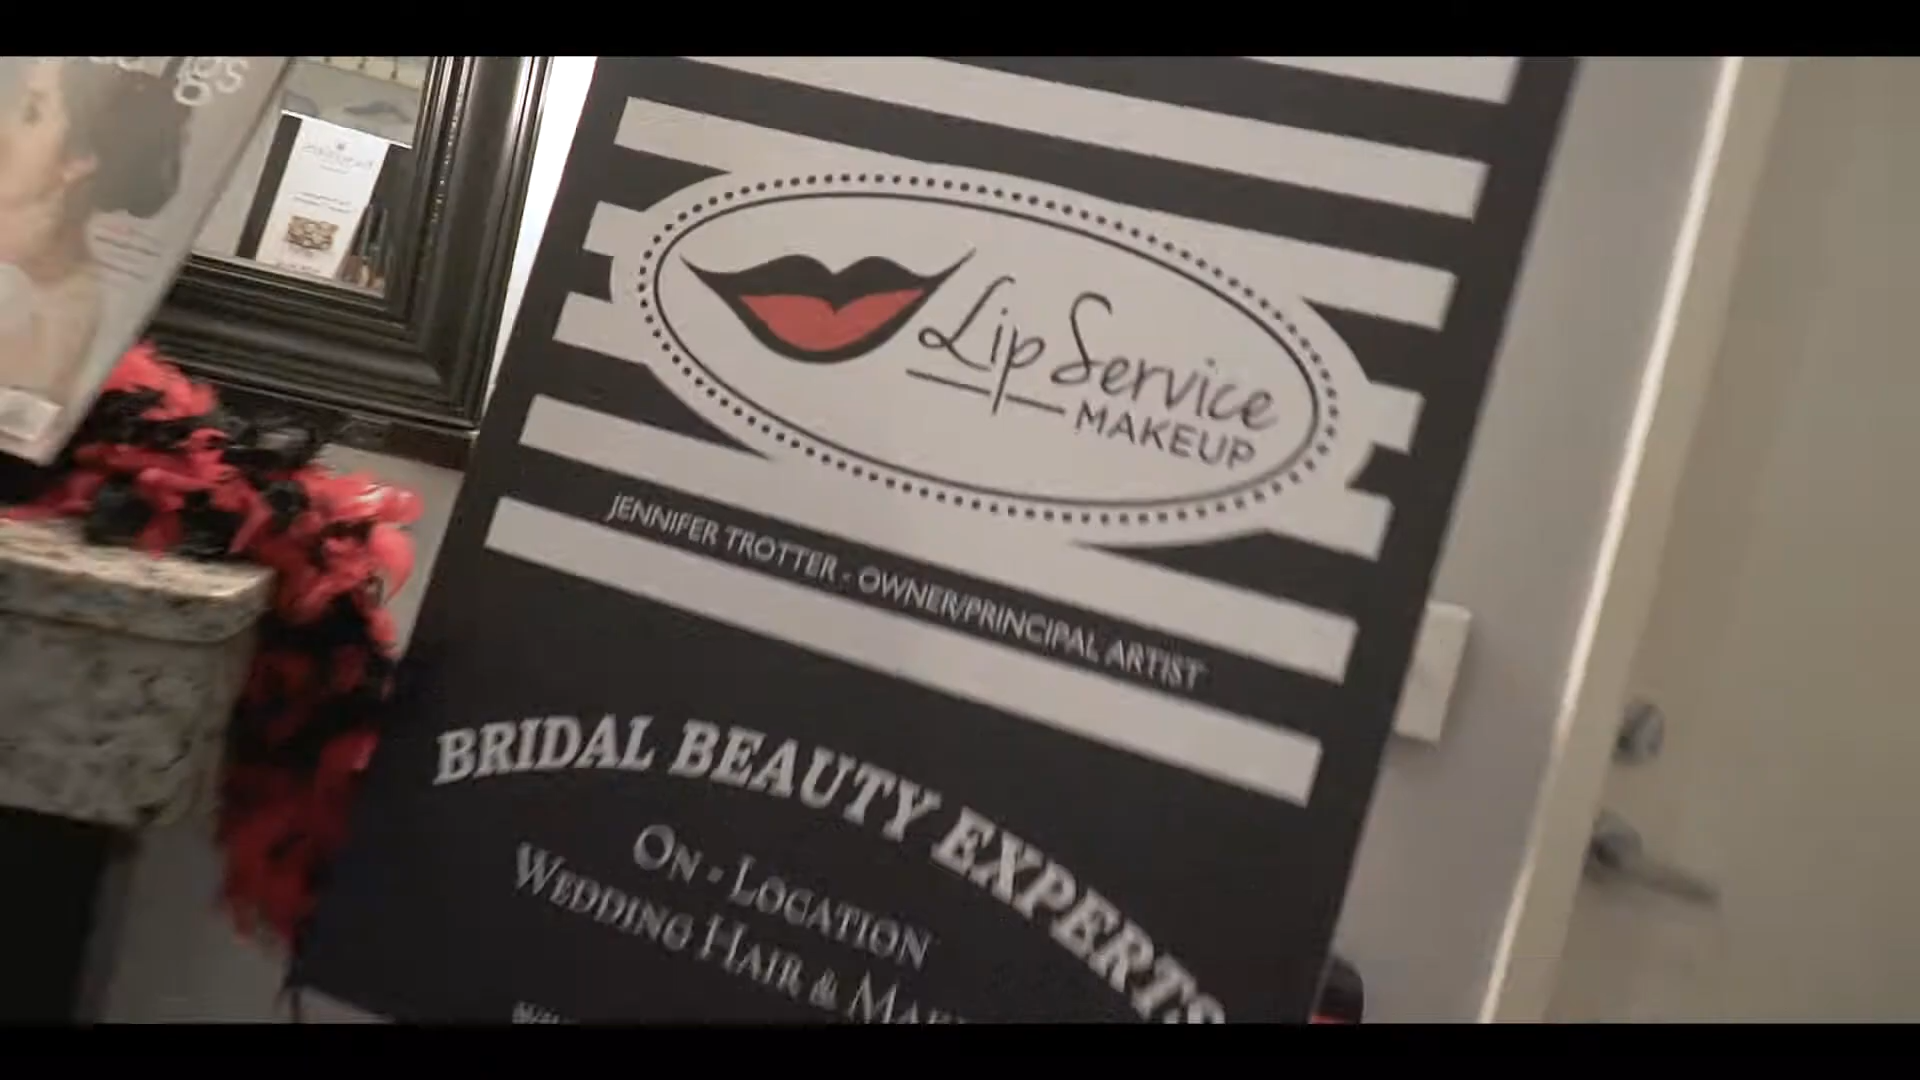 Lip Service
MAKEUP
JENNIFER TROTTER - OWNER/PRINCIPAL ARTIST
BRIDAL BEAUTY EXPERTS
ON - LOCATION
WEDDING HAIR &